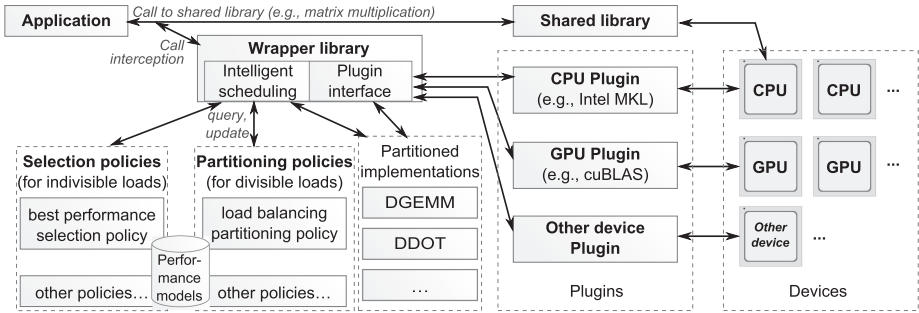 Application
Call to shared library (e.g., matrix multiplication)
Shared library
Call
interception
Wrapper library
Intelligent
scheduling
Plugin
interface
query,
update
Selection policies
(for indivisible loads)
best performance
selection policy
other policies…
Partitioning policies
(for divisible loads)
load balancing
partitioning policy
other policies…
Perfor-
mance
models
Partitioned
implementations
DGEMM
DDOT
…
CPU Plugin
(e.g., Intel MKL)
GPU Plugin
(e.g., cuBLAS)
Other device
Plugin
Plugins
CPU
CPU
...
GPU
GPU
...
Other
device
...
Devices